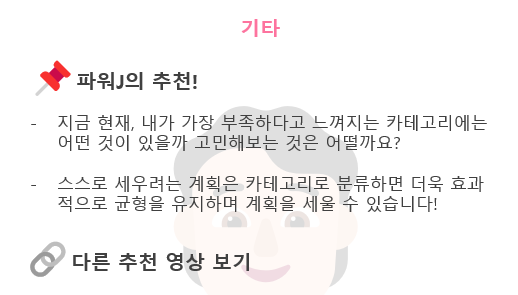 기타
파워J의 추천!
- 지금 현재, 내가 가장 부족하다고 느껴지는 카테고리에는
어떤 것이 있을까 고민해보는 것은 어떨까요?
- 스스로 세우려는 계획은 카테고리로 분류하면 더욱 효과
적으로 균형을 유지하며 계획을 세울 수 있습니다!
다른 추천 영상 보기